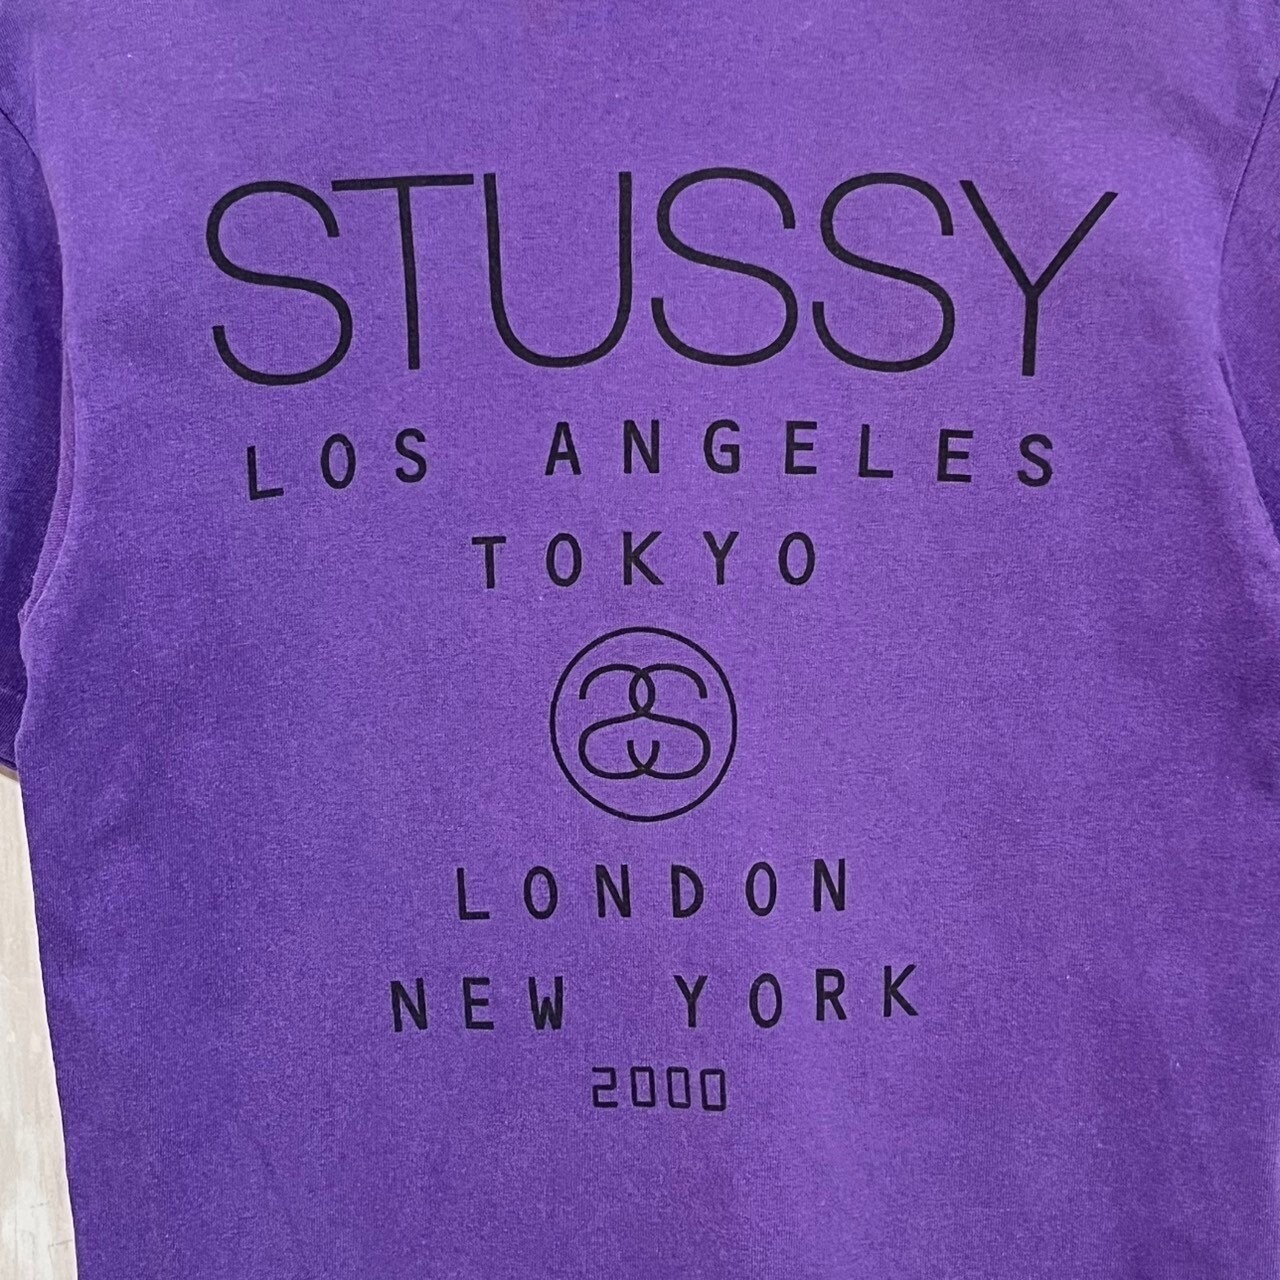 STUSSY
LOS ANGELES
TOKYO
LONDON
NEW YORK
2000